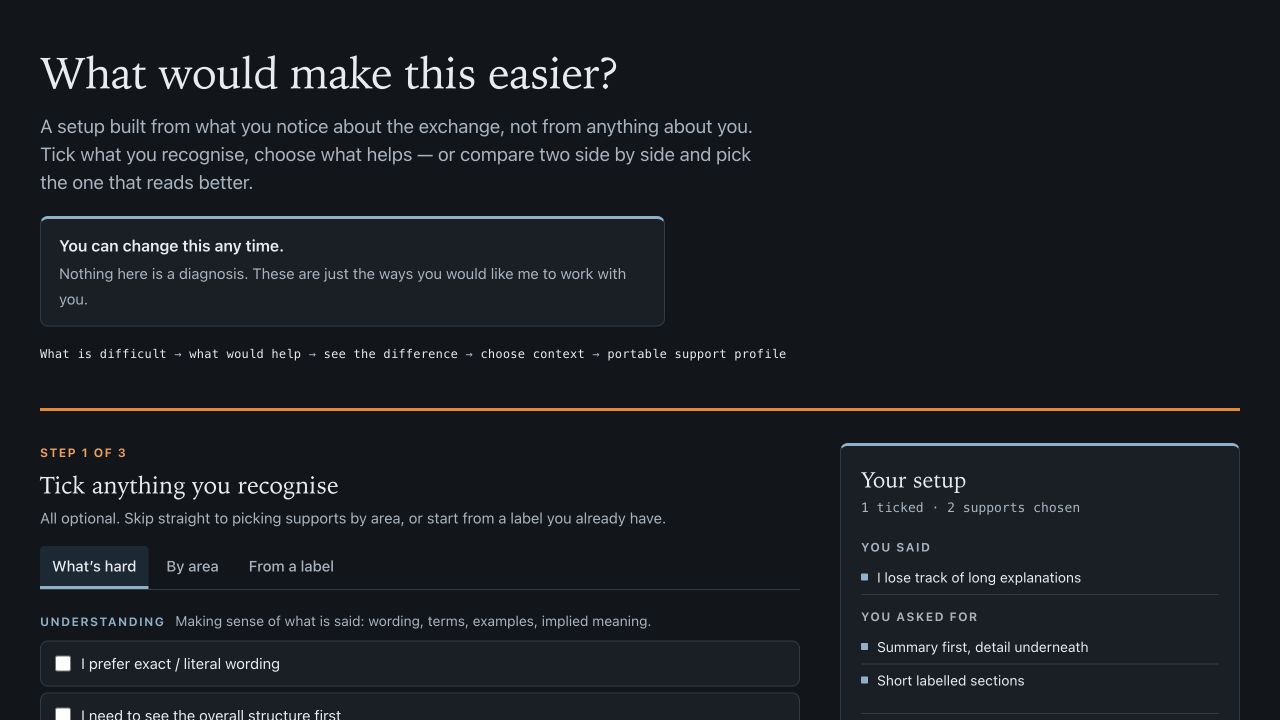 What would make this easier?
A setup built from what you notice about the exchange, not from anything about you.
Tick what you recognise, choose what helps — or compare two side by side and pick
the one that reads better.
You can change this any time.
Nothing here is a diagnosis. These are just the ways you would like me to work with
you.
What is difficult → what would help → see the difference → choose context → portable support profile
STEP 1 OF 3
Tick anything you recognise
All optional. Skip straight to picking supports by area, or start from a label you already have.
What’s hard By area From a label
UNDERSTANDING Making sense of what is said: wording, terms, examples, implied meaning.
I prefer exact / literal wording
I need to see the overall structure first
Your setup
1 ticked · 2 supports chosen
YOU SAID
I lose track of long explanations
YOU ASKED FOR
Summary first, detail underneath
Short labelled sections